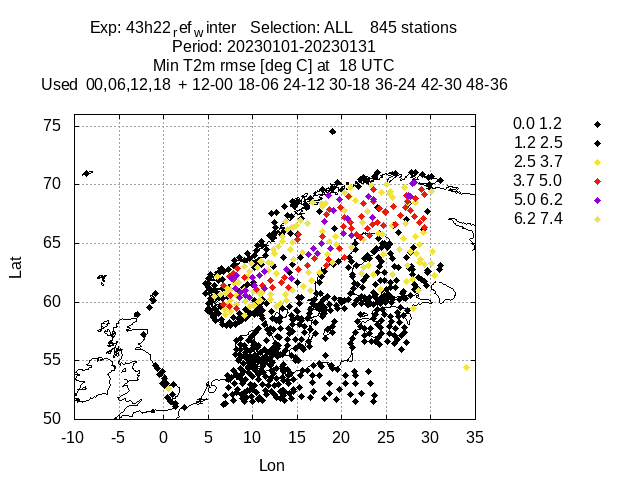 Exp: 43h22ref winter Selection: ALL 845 stations
Period: 20230101-20230131
Min T2m rmse [deg C] at 18 UTC
Used 00,06,12,18 + 12-00 18-06 24-12 30-18 36-24 42-30 48-36
75
70
65
60
55
50
Lat
-10 -5 0 5 10 15 20 25 30 35
Lon
0.0 1.2
1.2 2.5
2.5 3.7
3.7 5.0
5.0 6.2
6.2 7.4